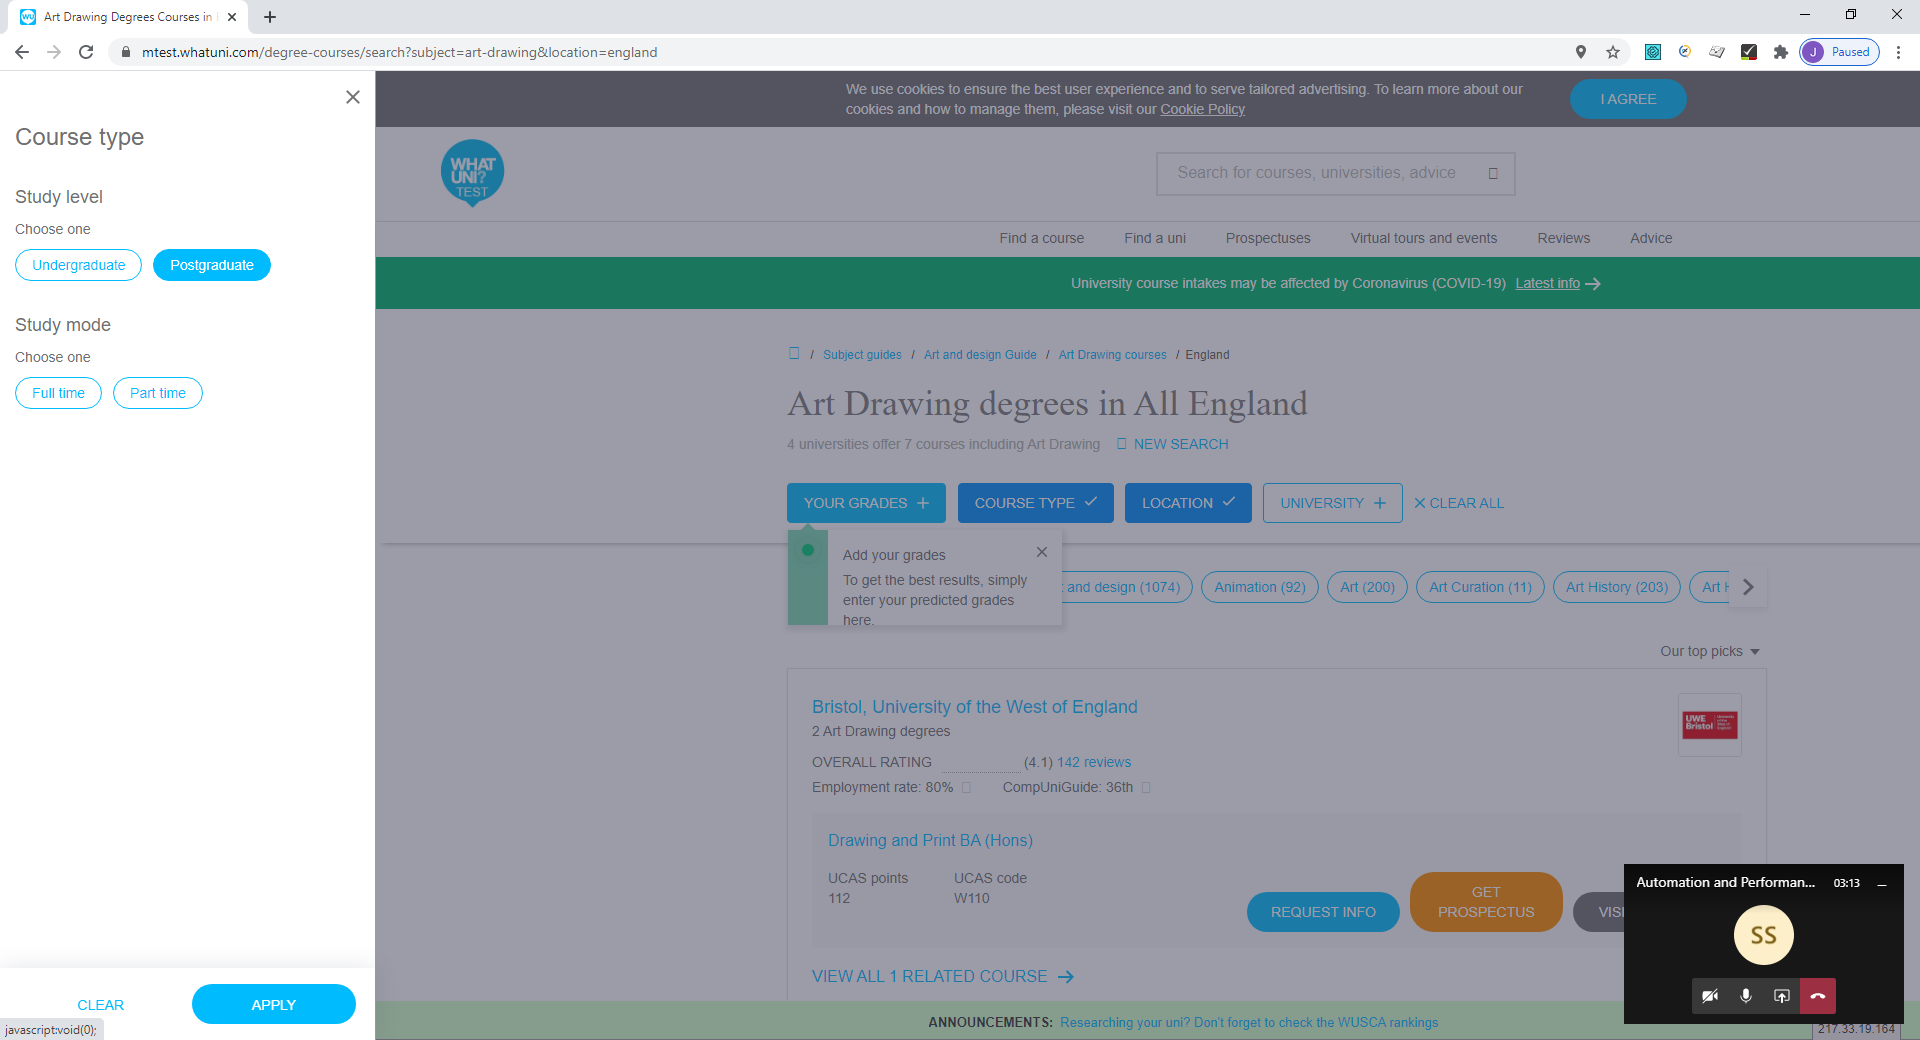 Art Drawing Degrees Courses in
mtest.whatuni.com/degree-courses/search?subject=art-drawing&location=england
J Paused
Course type
Study level
Choose one
Undergraduate Postgraduate
Study mode
Choose one
Full time Part time
CLEAR APPLY
javascript:void(0);
We use cookies to ensure the best user experience and to serve tailored advertising. To learn more about our
cookies and how to manage them, please visit our Cookie Policy
I AGREE
WHAT
UNI?
TEST
Search for courses, universities, advice
Find a course Find a uni Prospectuses Virtual tours and events Reviews Advice
University course intakes may be affected by Coronavirus (COVID-19) Latest info
/ Subject guides / Art and design Guide / Art Drawing courses / England
Art Drawing degrees in All England
4 universities offer 7 courses including Art Drawing NEW SEARCH
YOUR GRADES COURSE TYPE LOCATION UNIVERSITY CLEAR ALL
Add your grades
To get the best results, simply
enter your predicted grades
here.
and design (1074) Animation (92) Art (200) Art Curation (11) Art History (203) Art
Our top picks
Bristol, University of the West of England
2 Art Drawing degrees
UWE
Bristol
OVERALL RATING (4.1) 142 reviews
Employment rate: 80% CompUniGuide: 36th
Drawing and Print BA (Hons)
UCAS points UCAS code
112 W110
REQUEST INFO
GET
PROSPECTUS
VISI
VIEW ALL 1 RELATED COURSE
ANNOUNCEMENTS: Researching your uni? Don't forget to check the WUSCA rankings
Automation and Performan... 03:13
SS
217.33.19.164